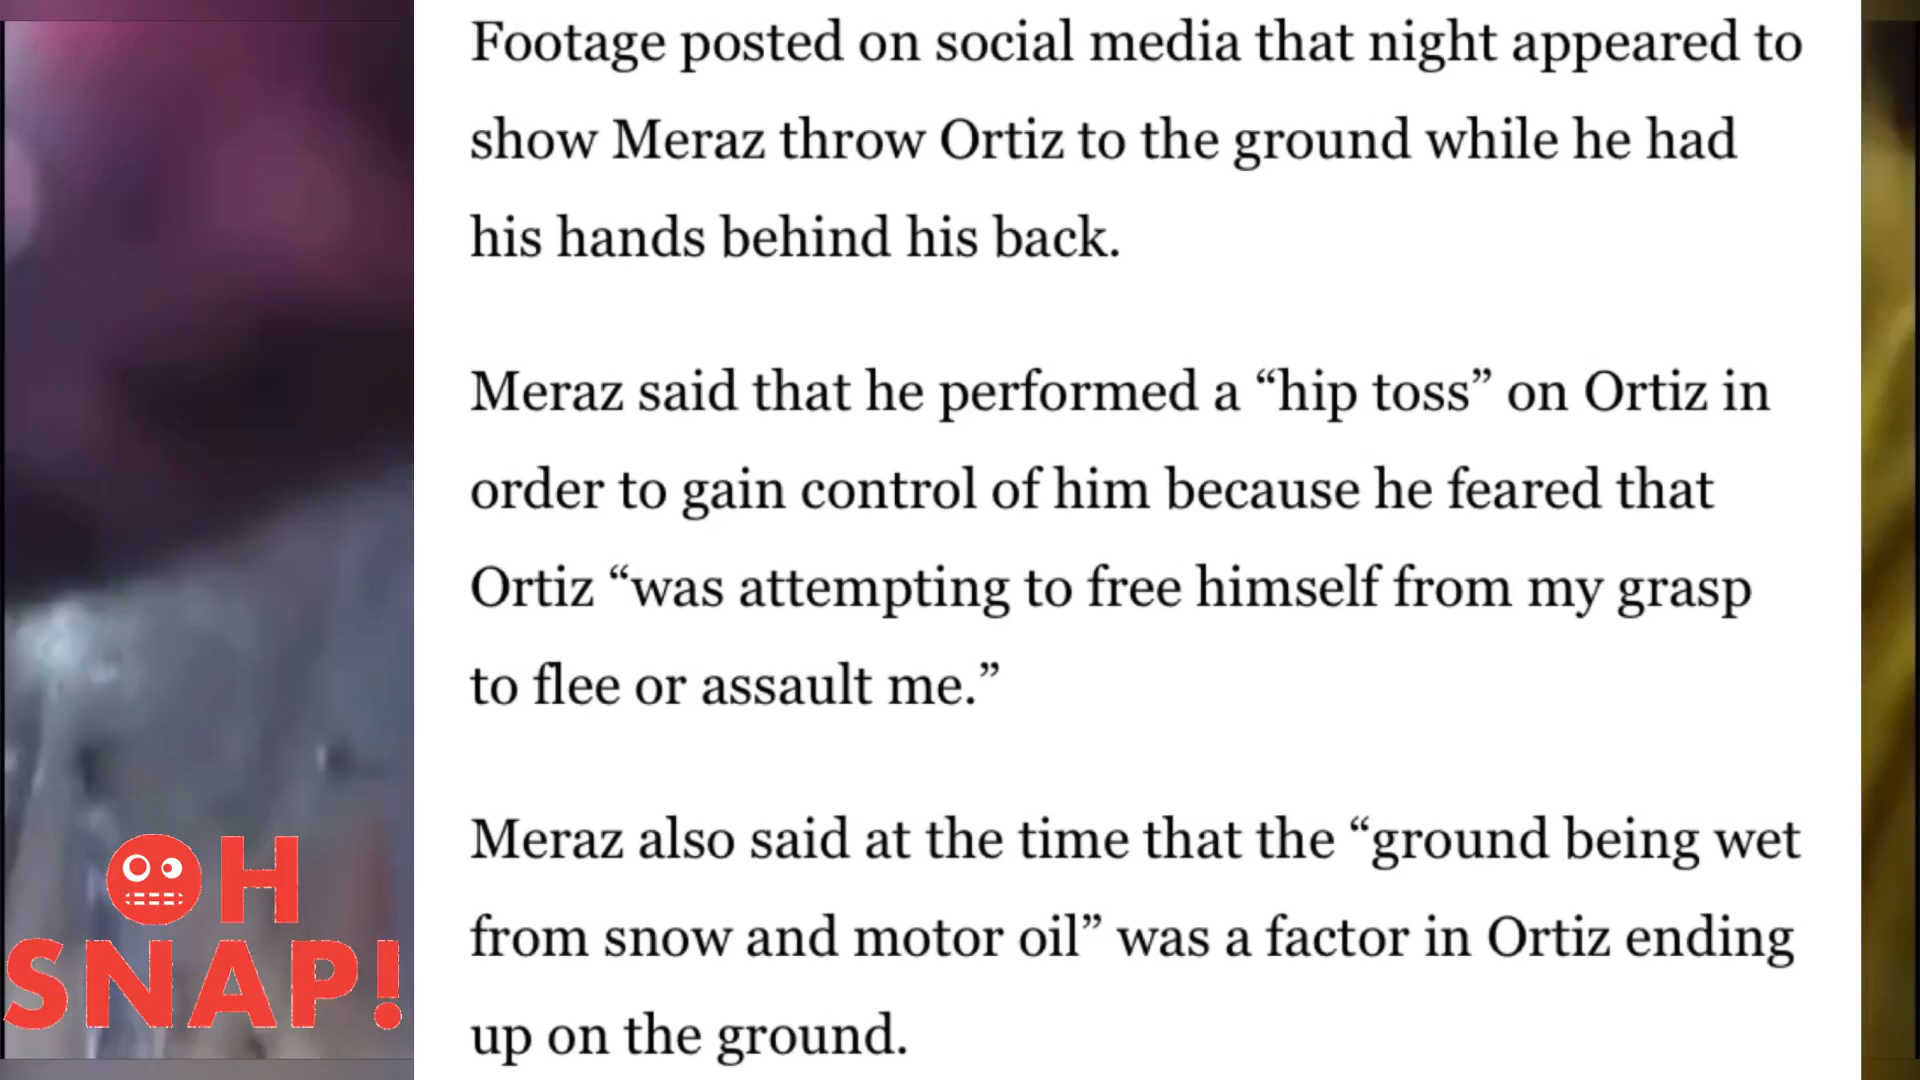 Footage posted on social media that night appeared to
show Meraz throw Ortiz to the ground while he had
his hands behind his back.
Meraz said that he performed a “hip toss” on Ortiz in
order to gain control of him because he feared that
Ortiz “was attempting to free himself from my grasp
to flee or assault me.”
Meraz also said at the time that the “ground being wet
from snow and motor oil” was a factor in Ortiz ending
up on the ground.
OH
SNAP!